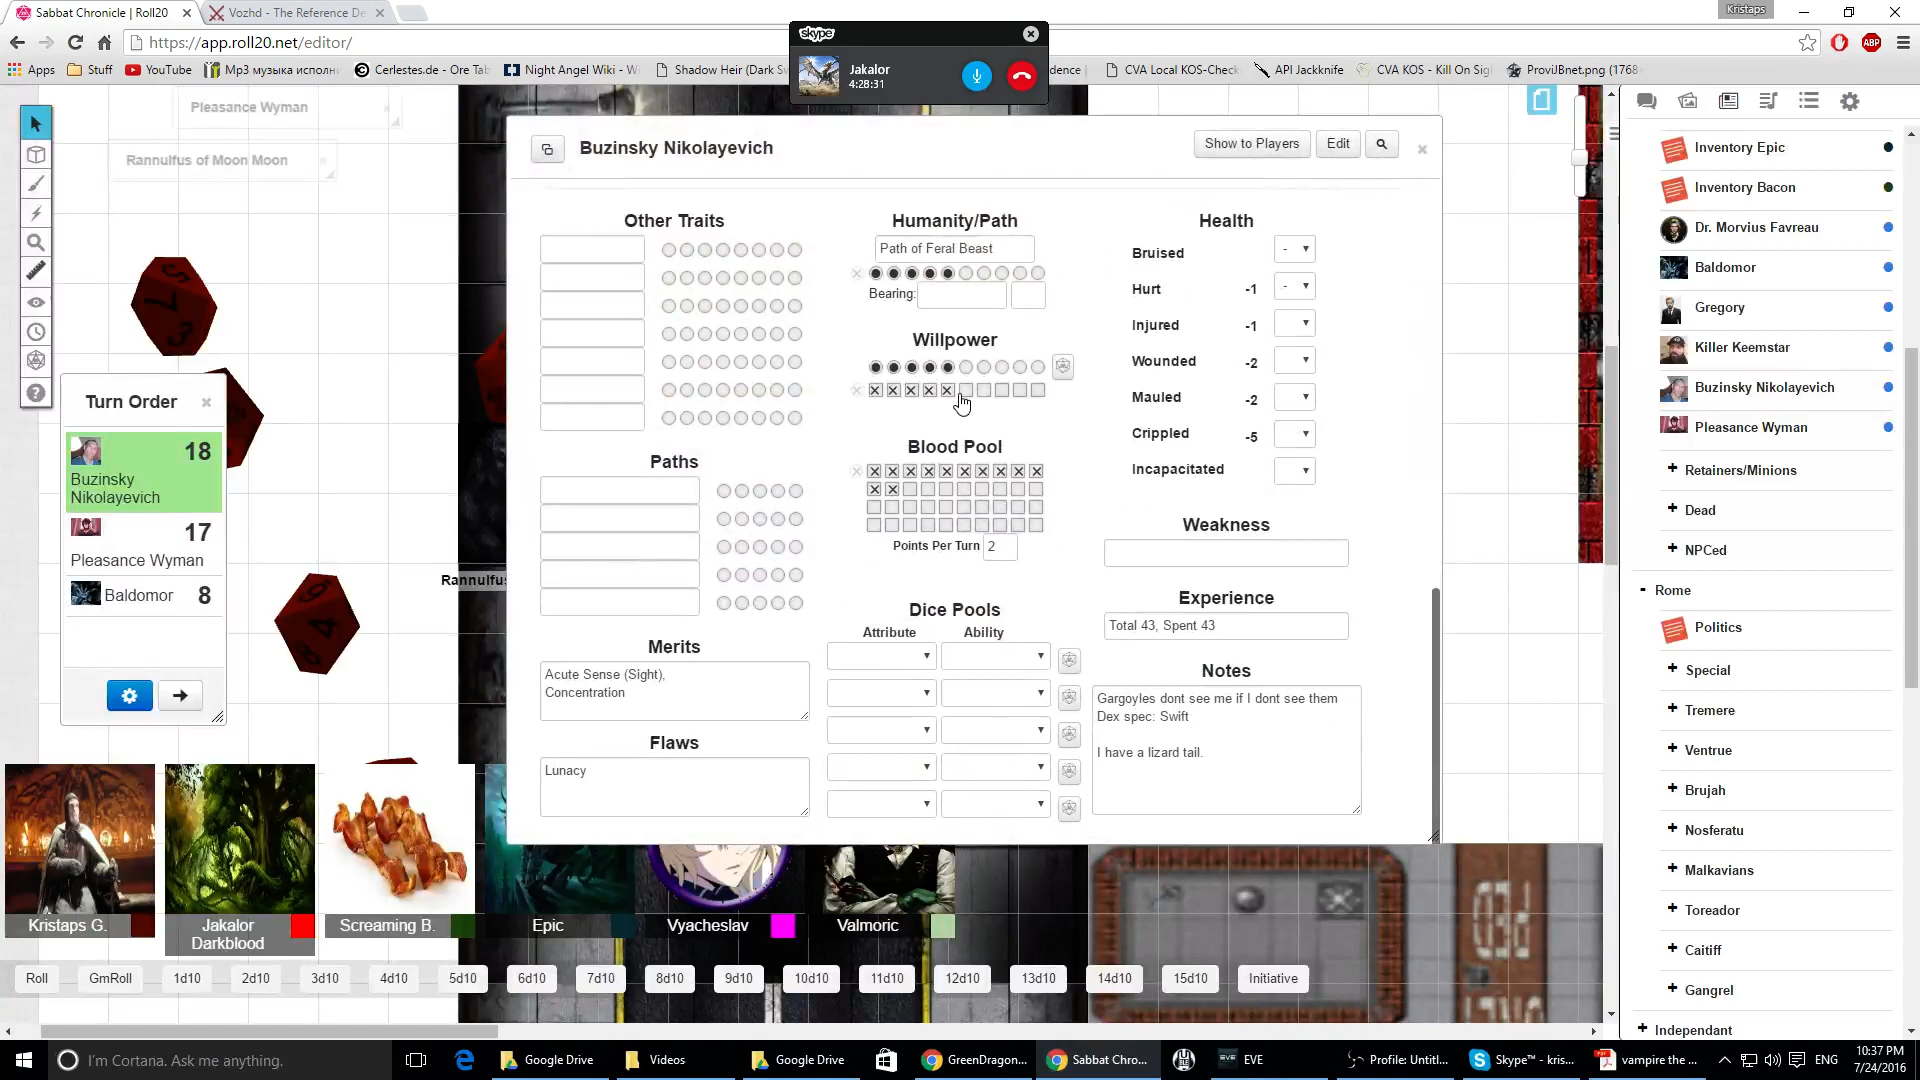 Sabbat Chronicle | Roll20
Vozhd - The Reference De
Kristaps
https://app.roll20.net/editor/
Apps
Stuff
YouTube
Mp3 музыка исполн
Cerlestes.de - Ore Tab
Night Angel Wiki - Wi
Shadow Heir (Dark Sw
dence
CVA Local KOS-Check
API Jackknife
CVA KOS - Kill On Sigl
ProviJBnet.png (1768
skype
Jakalor
4:28:31
Pleasance Wyman
Rannulfus of Moon Moon
Turn Order
18
Buzinsky
Nikolayevich
17
Pleasance Wyman
Baldomor 8
Rannulfus
Buzinsky Nikolayevich
Show to Players
Edit
Other Traits
Paths
Merits
Acute Sense (Sight),
Concentration
Flaws
Lunacy
Humanity/Path
Path of Feral Beast
Bearing:
Willpower
Blood Pool
Points Per Turn 2
Dice Pools
Attribute Ability
Health
Bruised -
Hurt -1 -
Injured -1
Wounded -2
Mauled -2
Crippled -5
Incapacitated
Weakness
Experience
Total 43, Spent 43
Notes
Gargoyles dont see me if I dont see them
Dex spec: Swift
I have a lizard tail.
Inventory Epic
Inventory Bacon
Dr. Morvius Favreau
Baldomor
Gregory
Killer Keemstar
Buzinsky Nikolayevich
Pleasance Wyman
+ Retainers/Minions
+ Dead
+ NPCed
- Rome
Politics
+ Special
+ Tremere
+ Ventrue
+ Brujah
+ Nosferatu
+ Malkavians
+ Toreador
+ Caitiff
+ Gangrel
+ Independant
Kristaps G.
Jakalor
Darkblood
Screaming B.
Epic
Vyacheslav
Valmoric
Roll
GmRoll
1d10
2d10
3d10
4d10
5d10
6d10
7d10
8d10
9d10
10d10
11d10
12d10
13d10
14d10
15d10
Initiative
I'm Cortana. Ask me anything.
Google Drive
Videos
Google Drive
GreenDragon...
Sabbat Chro...
EVE
Profile: Untitl...
Skype™ - kris...
vampire the ...
ENG
10:37 PM
7/24/2016